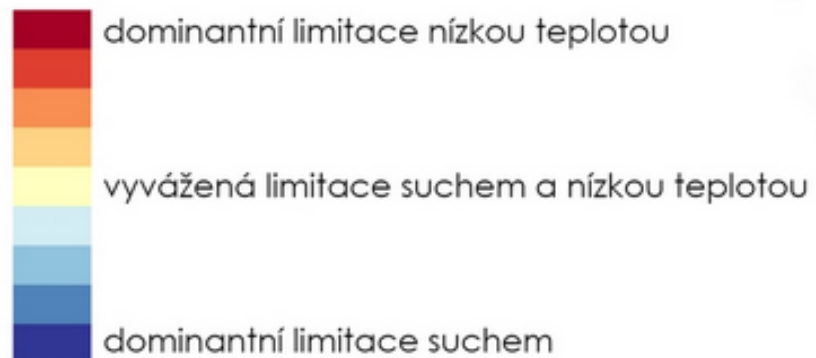 dominantní limitace nízkou teplotou
vyvážená limitace suchem a nízkou teplotou
dominantní limitace suchem